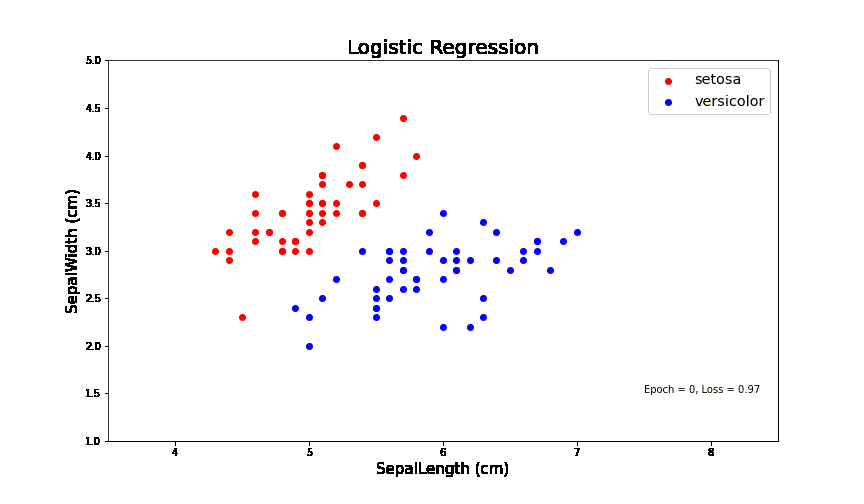 Logistic Regression
setosa
versicolor
5.0
4.5
4.0
3.5
3.0
2.5
2.0
1.5
1.0
SepalWidth (cm)
Epoch = 0, Loss = 0.97
4
5
6
7
8
SepalLength (cm)